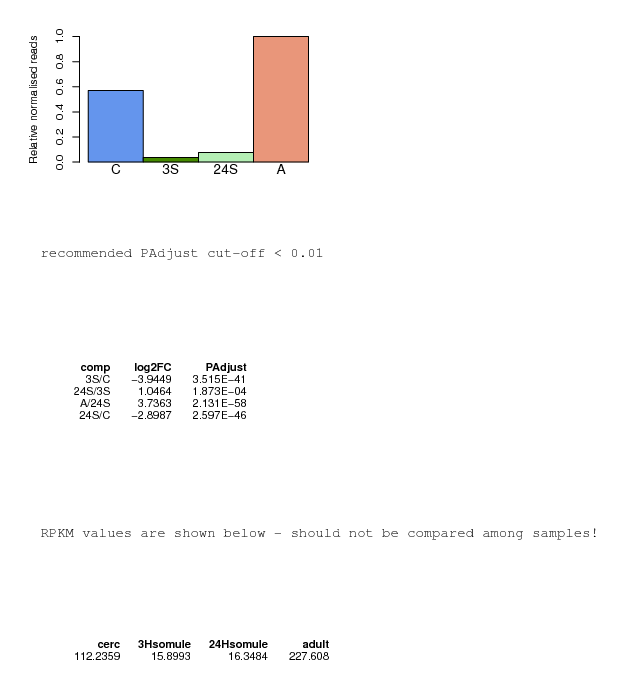 Relative normalised reads
1.0
0.8
0.6
0.4
0.2
0.0
C 3S 24S A
recommended PAdjust cut-off < 0.01
comp log2FC PAdjust
3S/C −3.9449 3.515E−41
24S/3S 1.0464 1.873E−04
A/24S 3.7363 2.131E−58
24S/C −2.8987 2.597E−46
RPKM values are shown below - should not be compared among samples!
cerc 3Hsomule 24Hsomule adult
112.2359 15.8993 16.3484 227.608